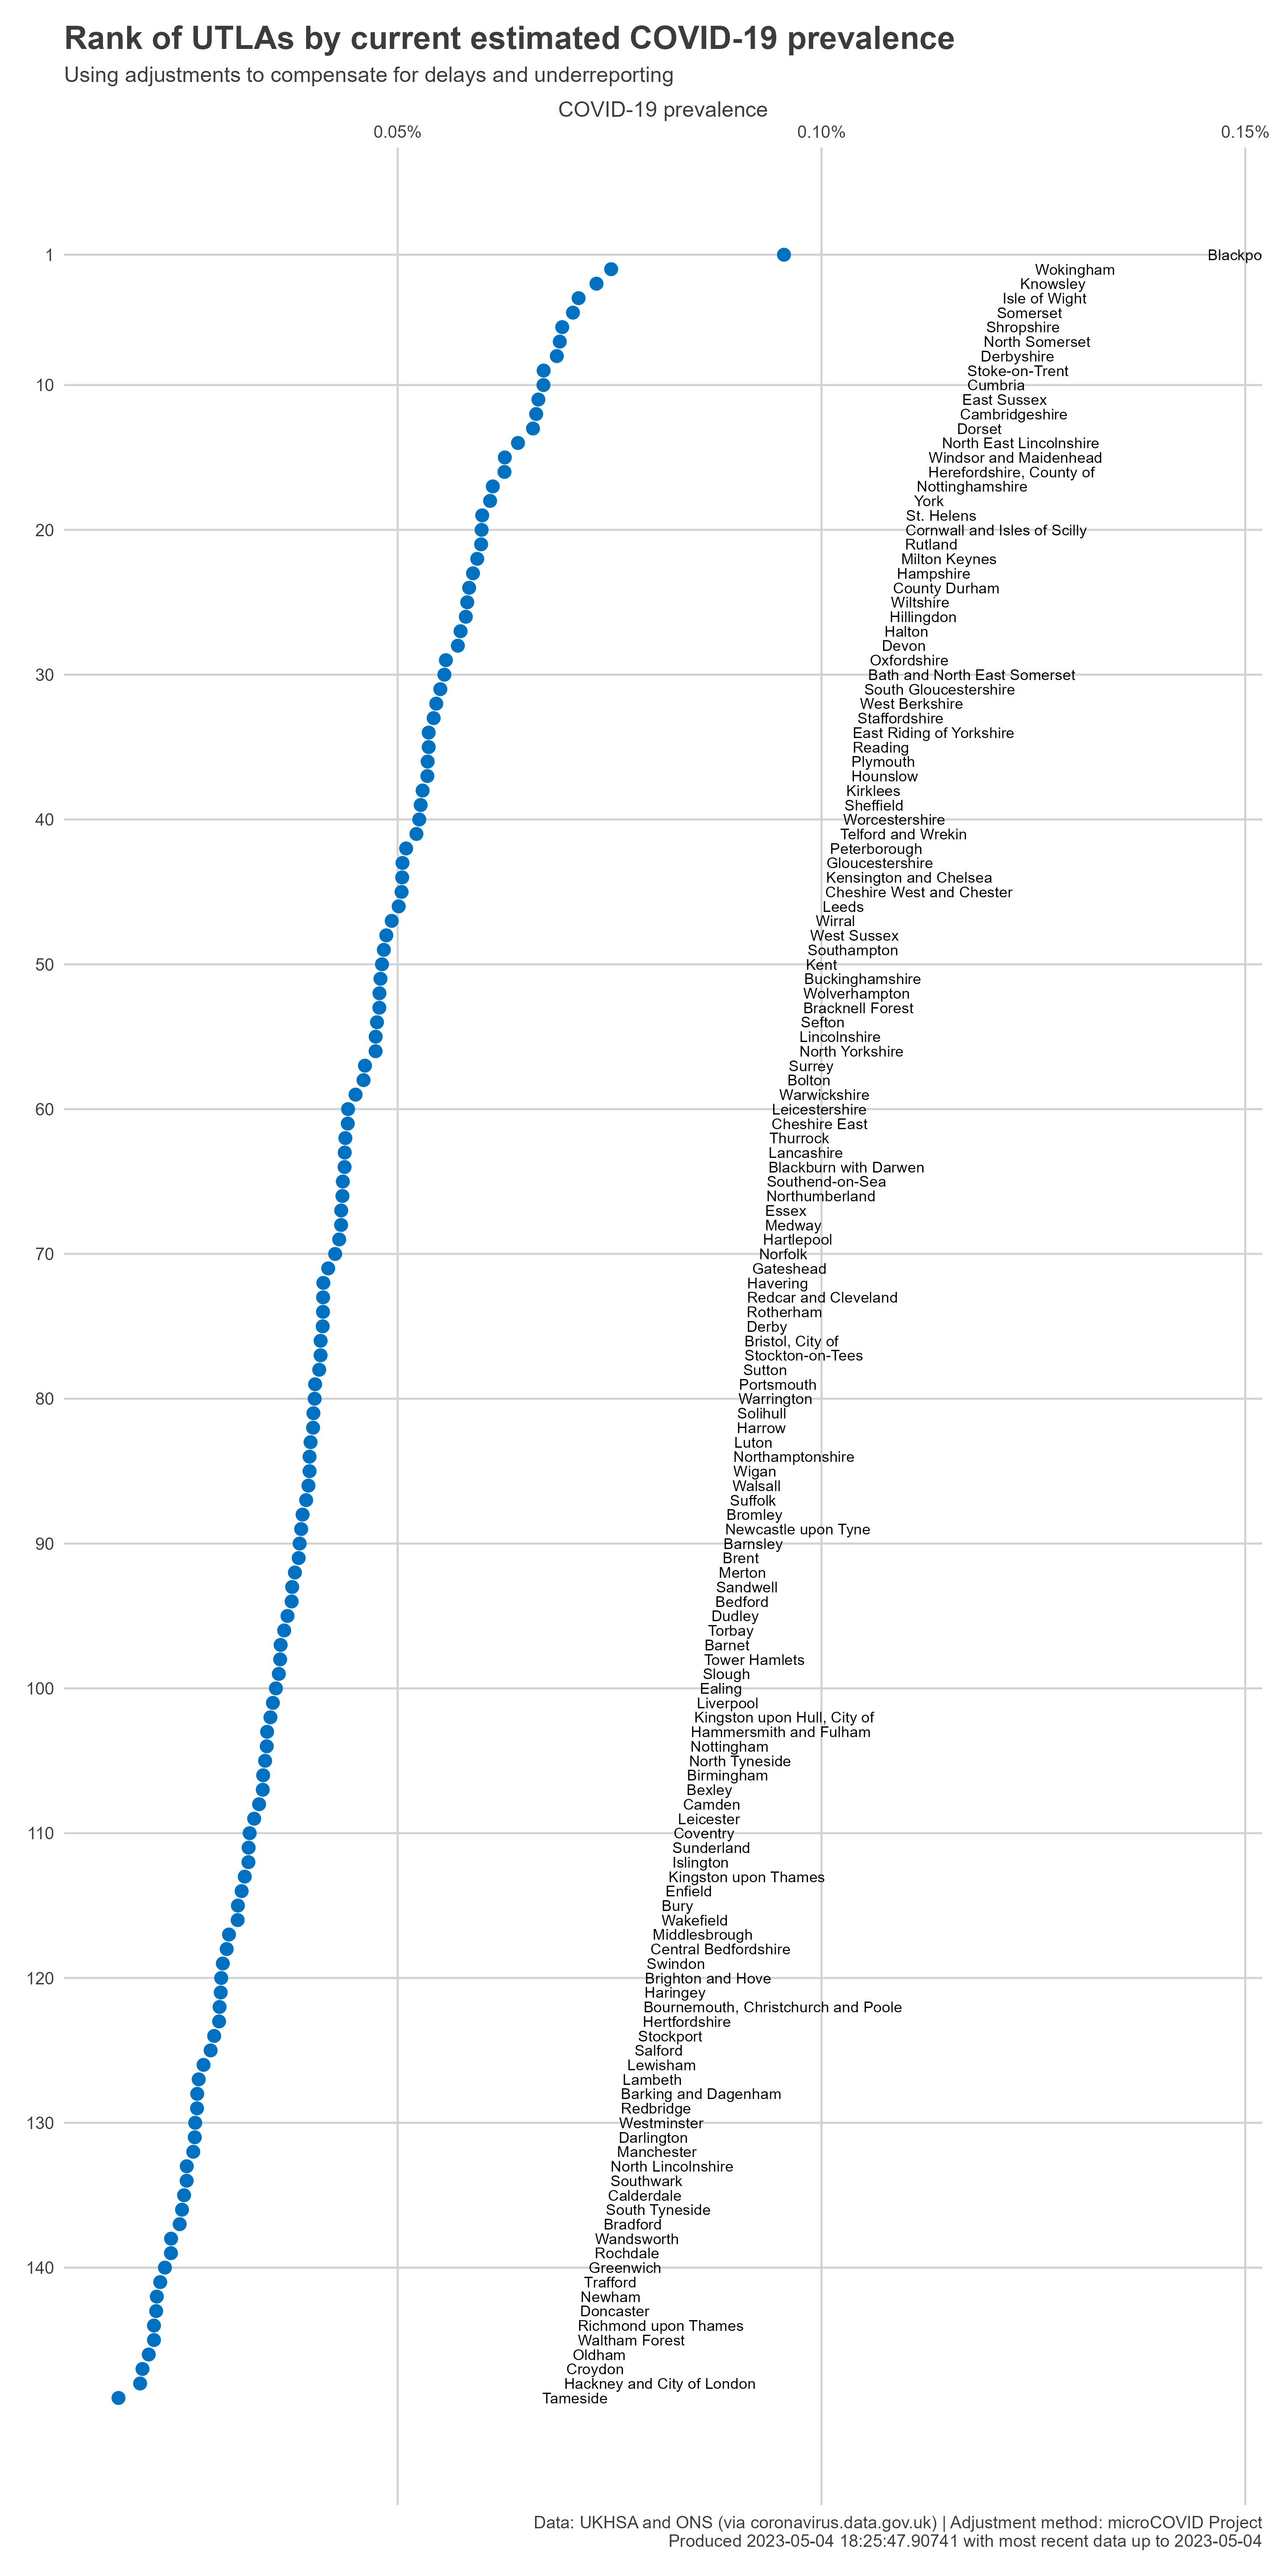 Rank of UTLAs by current estimated COVID-19 prevalence
Using adjustments to compensate for delays and underreporting
COVID-19 prevalence
0.05% 0.10% 0.15%
1 Blackpo
Wokingham
Knowsley
Isle of Wight
Somerset
Shropshire
North Somerset
Derbyshire
Stoke-on-Trent
10 Cumbria
East Sussex
Cambridgeshire
Dorset
North East Lincolnshire
Windsor and Maidenhead
Herefordshire, County of
Nottinghamshire
York
St. Helens
20 Cornwall and Isles of Scilly
Rutland
Milton Keynes
Hampshire
County Durham
Wiltshire
Hillingdon
Halton
Devon
Oxfordshire
30 Bath and North East Somerset
South Gloucestershire
West Berkshire
Staffordshire
East Riding of Yorkshire
Reading
Plymouth
Hounslow
Kirklees
Sheffield
40 Worcestershire
Telford and Wrekin
Peterborough
Gloucestershire
Kensington and Chelsea
Cheshire West and Chester
Leeds
Wirral
West Sussex
Southampton
50 Kent
Buckinghamshire
Wolverhampton
Bracknell Forest
Sefton
Lincolnshire
North Yorkshire
Surrey
Bolton
Warwickshire
60 Leicestershire
Cheshire East
Thurrock
Lancashire
Blackburn with Darwen
Southend-on-Sea
Northumberland
Essex
Medway
Hartlepool
70 Norfolk
Gateshead
Havering
Redcar and Cleveland
Rotherham
Derby
Bristol, City of
Stockton-on-Tees
Sutton
Portsmouth
80 Warrington
Solihull
Harrow
Luton
Northamptonshire
Wigan
Walsall
Suffolk
Bromley
Newcastle upon Tyne
90 Barnsley
Brent
Merton
Sandwell
Bedford
Dudley
Torbay
Barnet
Tower Hamlets
Slough
100 Ealing
Liverpool
Kingston upon Hull, City of
Hammersmith and Fulham
Nottingham
North Tyneside
Birmingham
Bexley
Camden
Leicester
110 Coventry
Sunderland
Islington
Kingston upon Thames
Enfield
Bury
Wakefield
Middlesbrough
Central Bedfordshire
Swindon
120 Brighton and Hove
Haringey
Bournemouth, Christchurch and Poole
Hertfordshire
Stockport
Salford
Lewisham
Lambeth
Barking and Dagenham
Redbridge
130 Westminster
Darlington
Manchester
North Lincolnshire
Southwark
Calderdale
South Tyneside
Bradford
Wandsworth
Rochdale
140 Greenwich
Trafford
Newham
Doncaster
Richmond upon Thames
Waltham Forest
Oldham
Croydon
Hackney and City of London
Tameside
Data: UKHSA and ONS (via coronavirus.data.gov.uk) | Adjustment method: microCOVID Project
Produced 2023-05-04 18:25:47.90741 with most recent data up to 2023-05-04